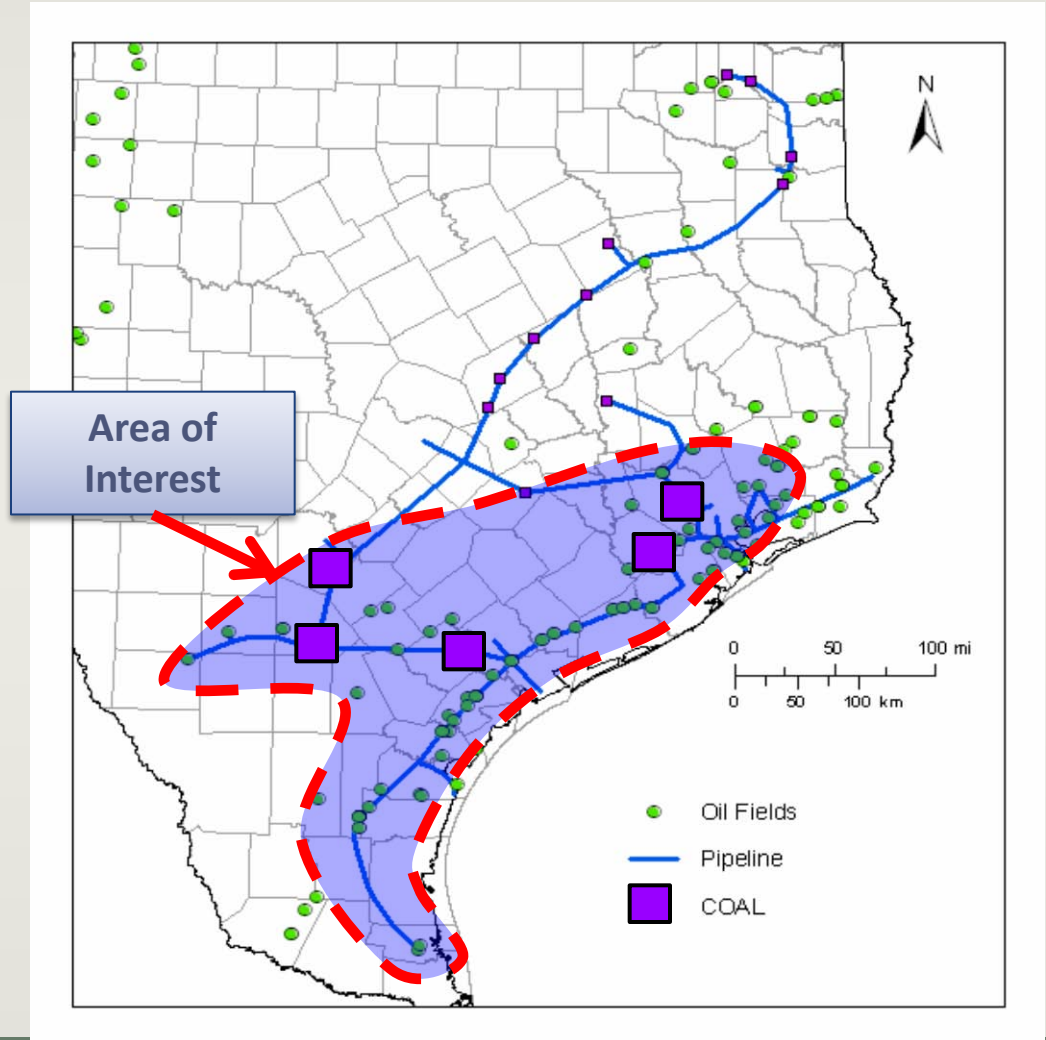 N
Area of
Interest
0 50 100 mi
0 50 100 km
Oil Fields
Pipeline
COAL